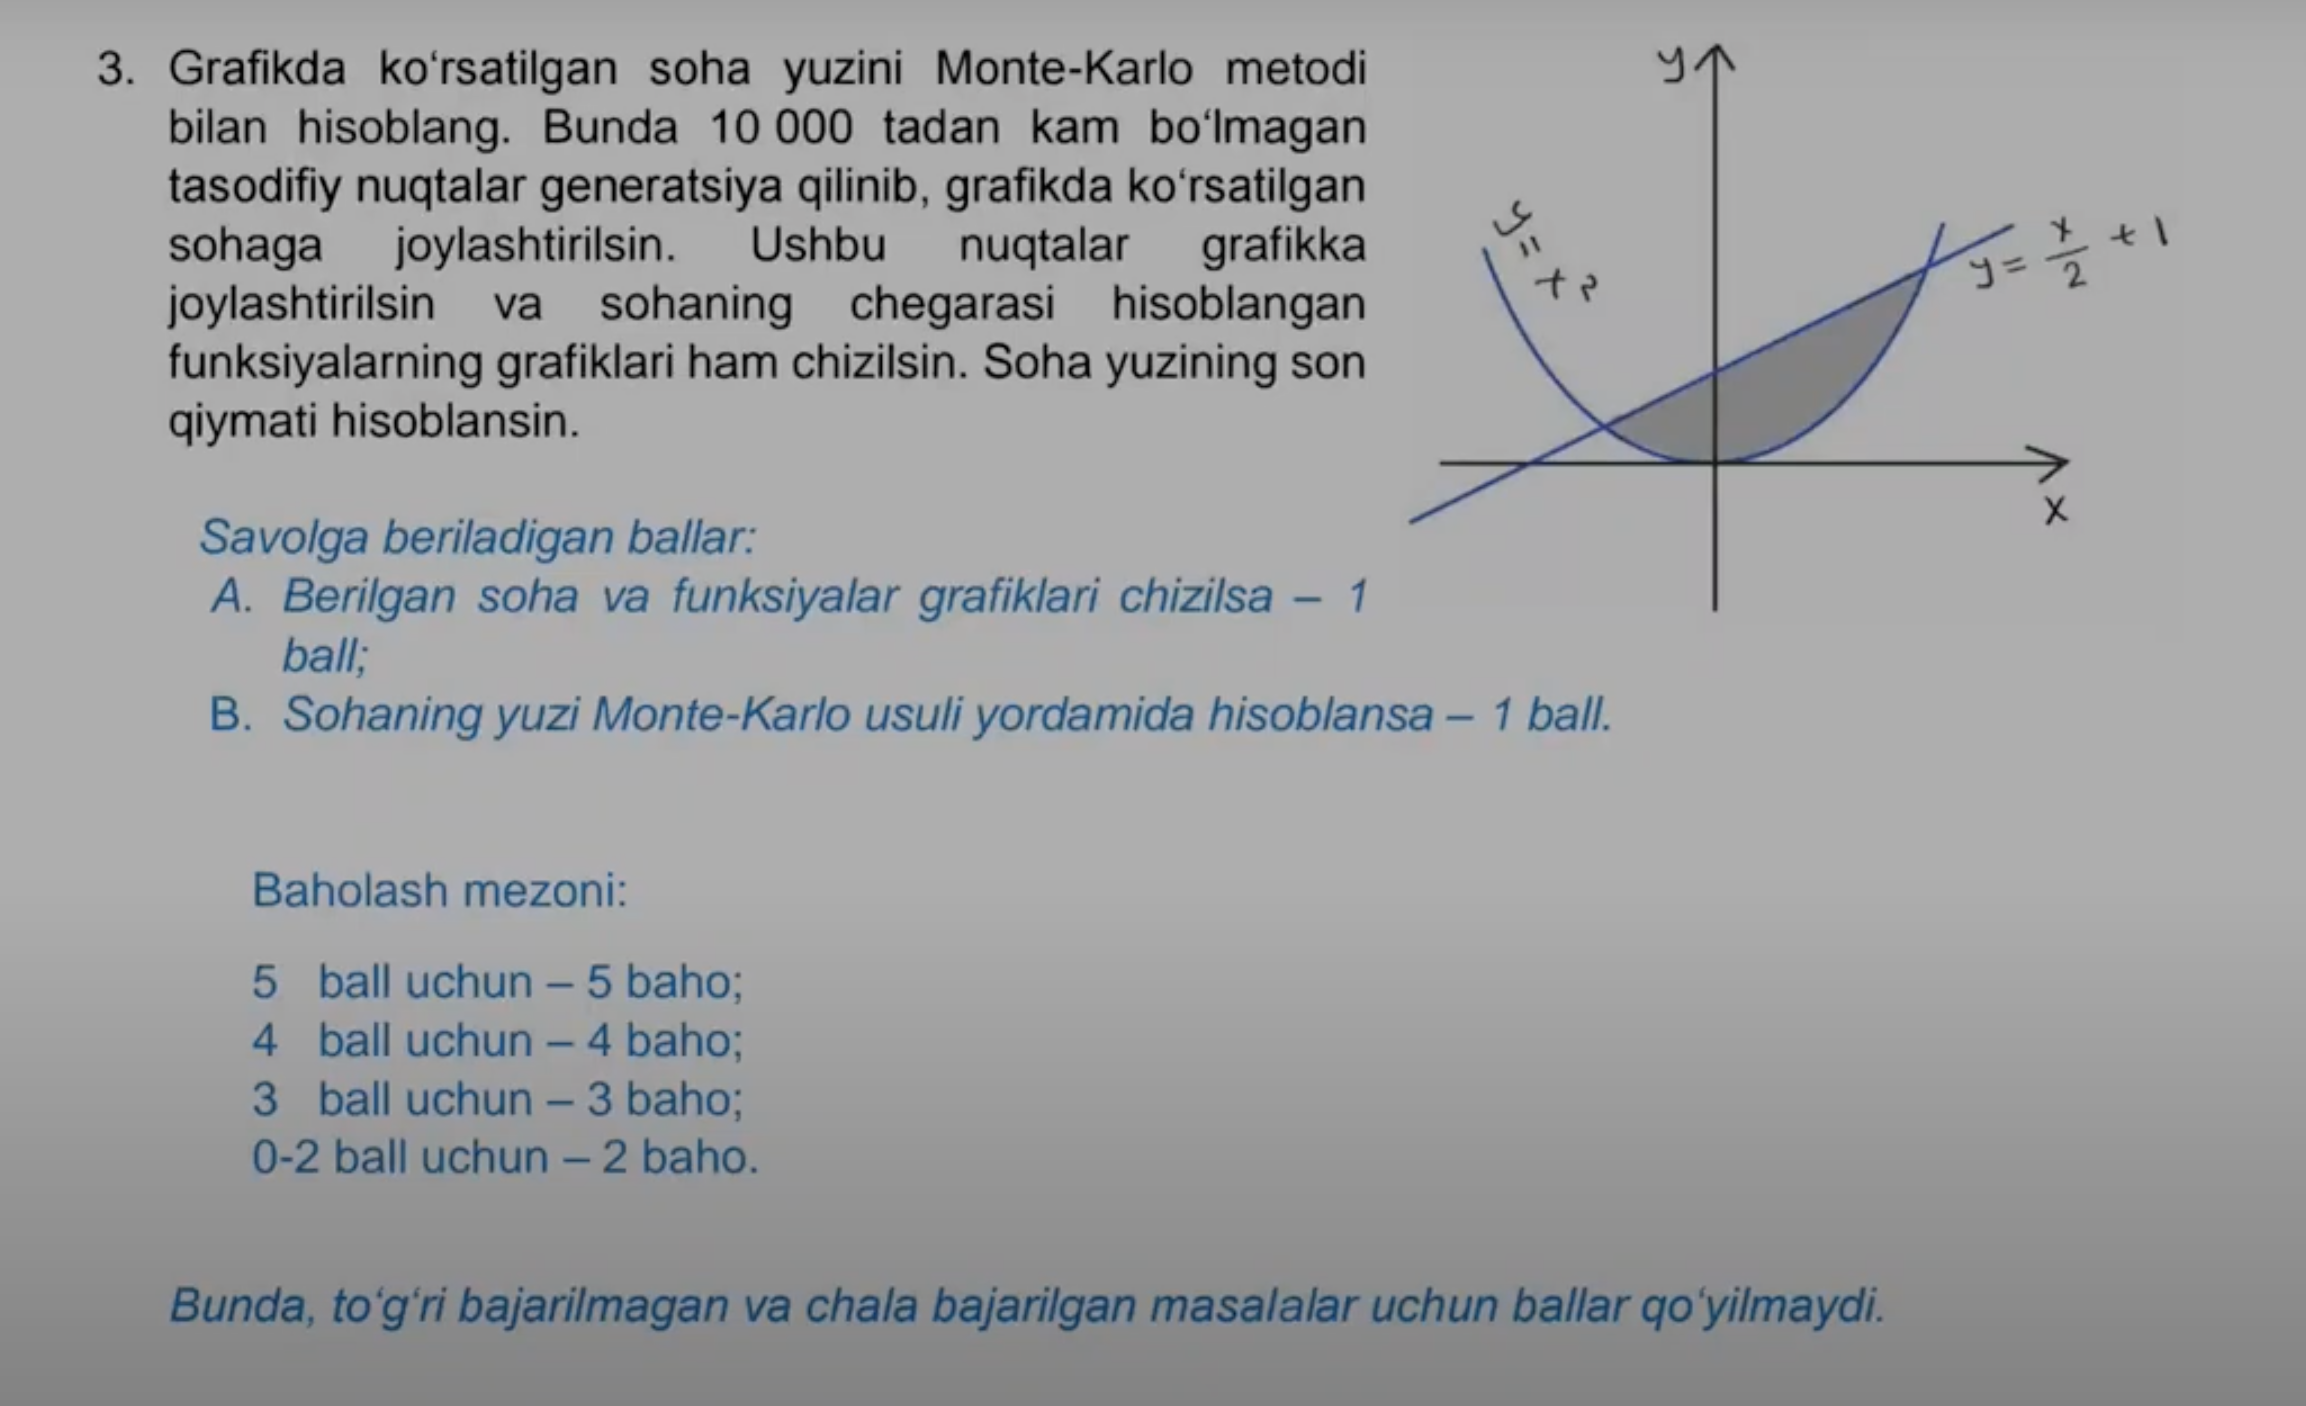 3. Grafikda ko‘rsatilgan soha yuzini Monte-Karlo metodi
bilan hisoblang. Bunda 10 000 tadan kam bo‘lmagan
tasodifiy nuqtalar generatsiya qilinib, grafikda ko‘rsatilgan
sohaga joylashtirilsin. Ushbu nuqtalar grafikka
joylashtirilsin va sohaning chegarasi hisoblangan
funksiyalarning grafiklari ham chizilsin. Soha yuzining son
qiymati hisoblansin.
y
y = x²
y = x/2 + 1
x
Savolga beriladigan ballar:
A. Berilgan soha va funksiyalar grafiklari chizilsa – 1
ball;
B. Sohaning yuzi Monte-Karlo usuli yordamida hisoblansa – 1 ball.
Baholash mezoni:
5 ball uchun – 5 baho;
4 ball uchun – 4 baho;
3 ball uchun – 3 baho;
0-2 ball uchun – 2 baho.
Bunda, to‘g‘ri bajarilmagan va chala bajarilgan masalalar uchun ballar qo‘yilmaydi.